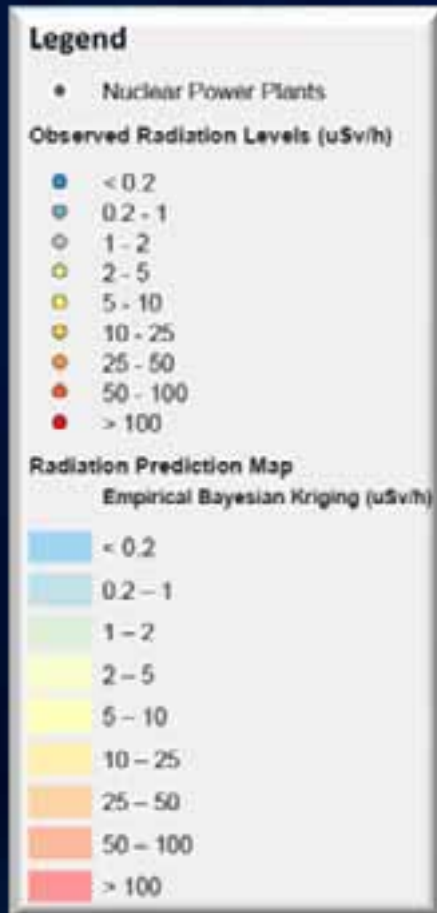 Legend
Nuclear Power Plants
Observed Radiation Levels (uSv/h)
< 0.2
0.2 - 1
1 - 2
2 - 5
5 - 10
10 - 25
25 - 50
50 - 100
> 100
Radiation Prediction Map
Empirical Bayesian Kriging (uSv/h)
< 0.2
0.2 – 1
1 – 2
2 – 5
5 – 10
10 – 25
25 – 50
50 – 100
> 100